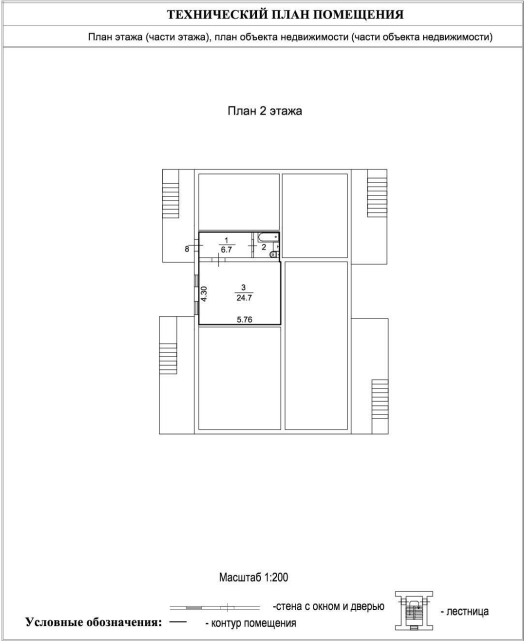 ТЕХНИЧЕСКИЙ ПЛАН ПОМЕЩЕНИЯ
План этажа (части этажа), план объекта недвижимости (части объекта недвижимости)
План 2 этажа
1
6.7
2
8
3
24.7
4.30
5.76
Масштаб 1:200
-стена с окном и дверью
- лестница
Условные обозначения:
- контур помещения